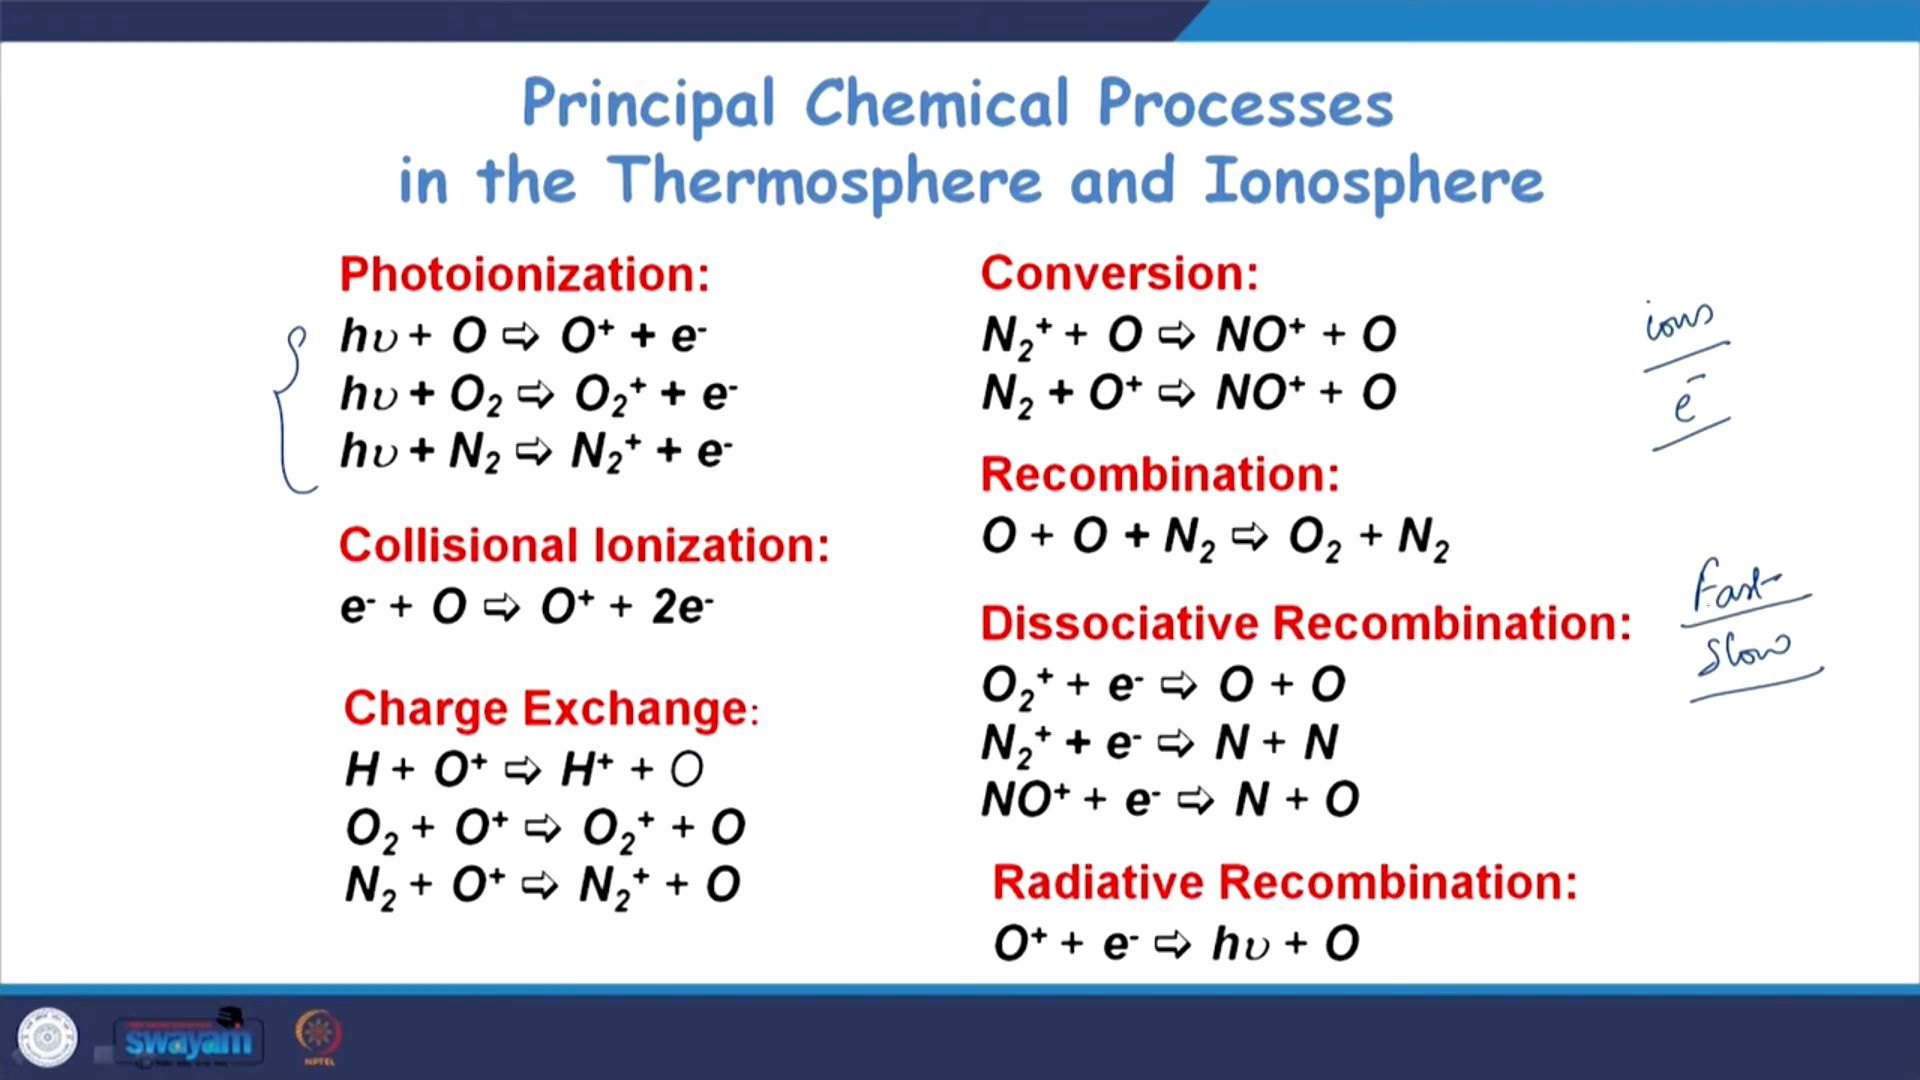 Principal Chemical Processes
in the Thermosphere and Ionosphere
Photoionization:
hυ + O ⇨ O⁺ + e⁻
hυ + O₂ ⇨ O₂⁺ + e⁻
hυ + N₂ ⇨ N₂⁺ + e⁻
Collisional Ionization:
e⁻ + O ⇨ O⁺ + 2e⁻
Charge Exchange:
H + O⁺ ⇨ H⁺ + O
O₂ + O⁺ ⇨ O₂⁺ + O
N₂ + O⁺ ⇨ N₂⁺ + O
Conversion:
N₂⁺ + O ⇨ NO⁺ + O
N₂ + O⁺ ⇨ NO⁺ + O
Recombination:
O + O + N₂ ⇨ O₂ + N₂
Dissociative Recombination:
O₂⁺ + e⁻ ⇨ O + O
N₂⁺ + e⁻ ⇨ N + N
NO⁺ + e⁻ ⇨ N + O
Radiative Recombination:
O⁺ + e⁻ ⇨ hυ + O
ions
e⁻
Fast
Slow
swayam
NPTEL